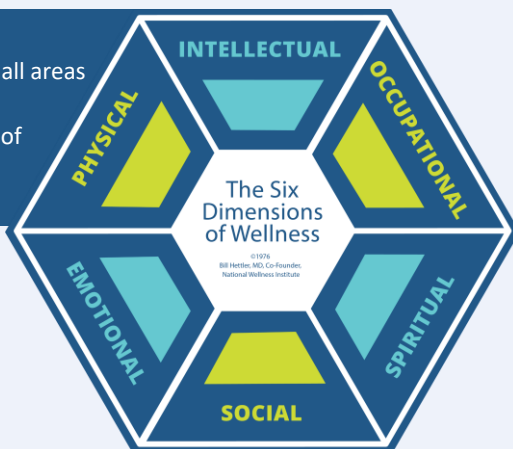 all areas
of
INTELLECTUAL
OCCUPATIONAL
PHYSICAL
The Six
Dimensions
of Wellness
©1976
Bill Hettler, MD, Co-Founder,
National Wellness Institute
EMOTIONAL
SPIRITUAL
SOCIAL